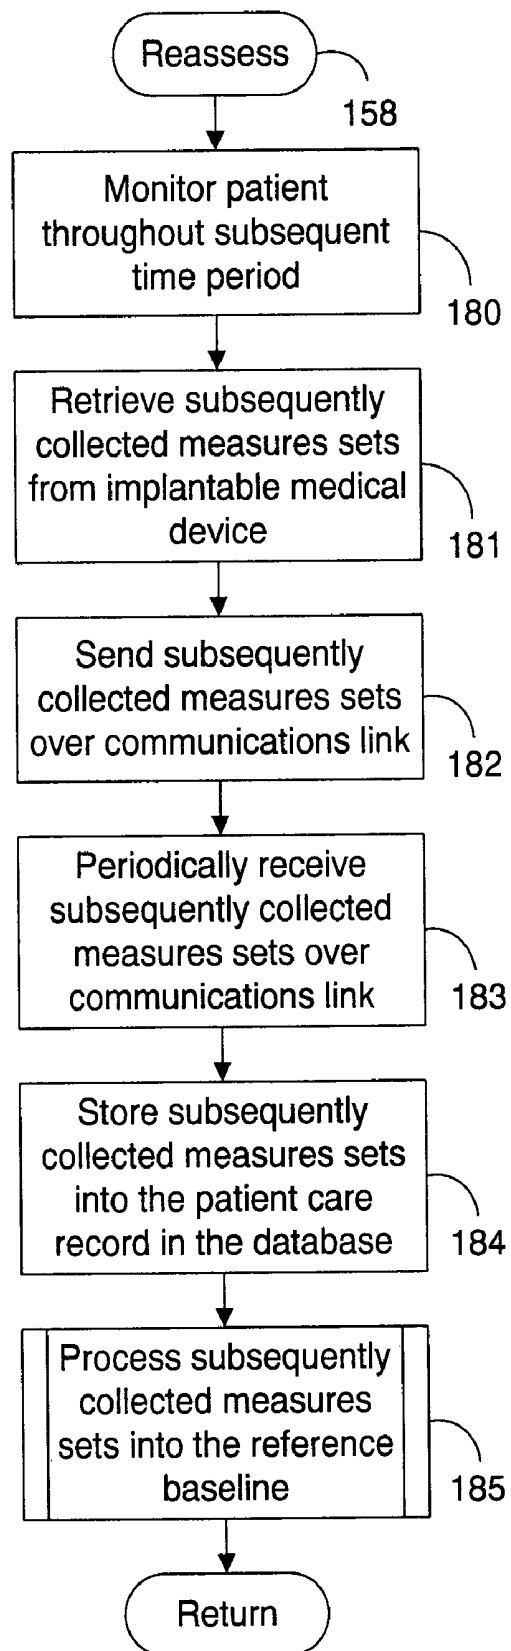 Reassess
158
Monitor patient
throughout subsequent
time period
180
Retrieve subsequently
collected measures sets
from implantable medical
device
181
Send subsequently
collected measures sets
over communications link
182
Periodically receive
subsequently collected
measures sets over
communications link
183
Store subsequently
collected measures sets
into the patient care
record in the database
184
Process subsequently
collected measures
sets into the reference
baseline
185
Return